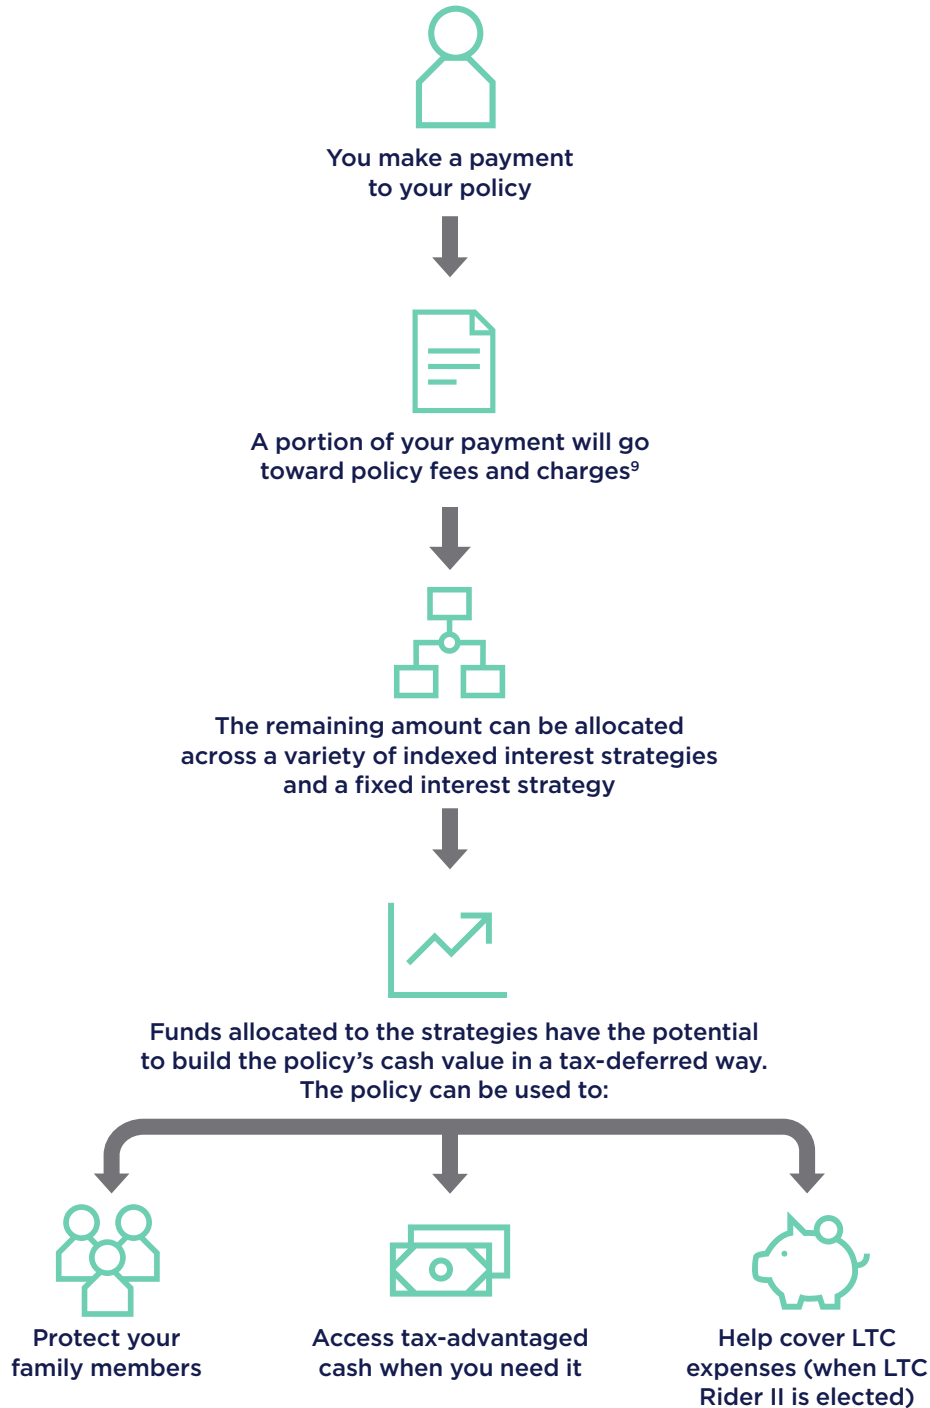 You make a payment
to your policy
A portion of your payment will go
toward policy fees and charges⁹
The remaining amount can be allocated
across a variety of indexed interest strategies
and a fixed interest strategy
Funds allocated to the strategies have the potential
to build the policy’s cash value in a tax-deferred way.
The policy can be used to:
Protect your
family members
Access tax-advantaged
cash when you need it
Help cover LTC
expenses (when LTC
Rider II is elected)